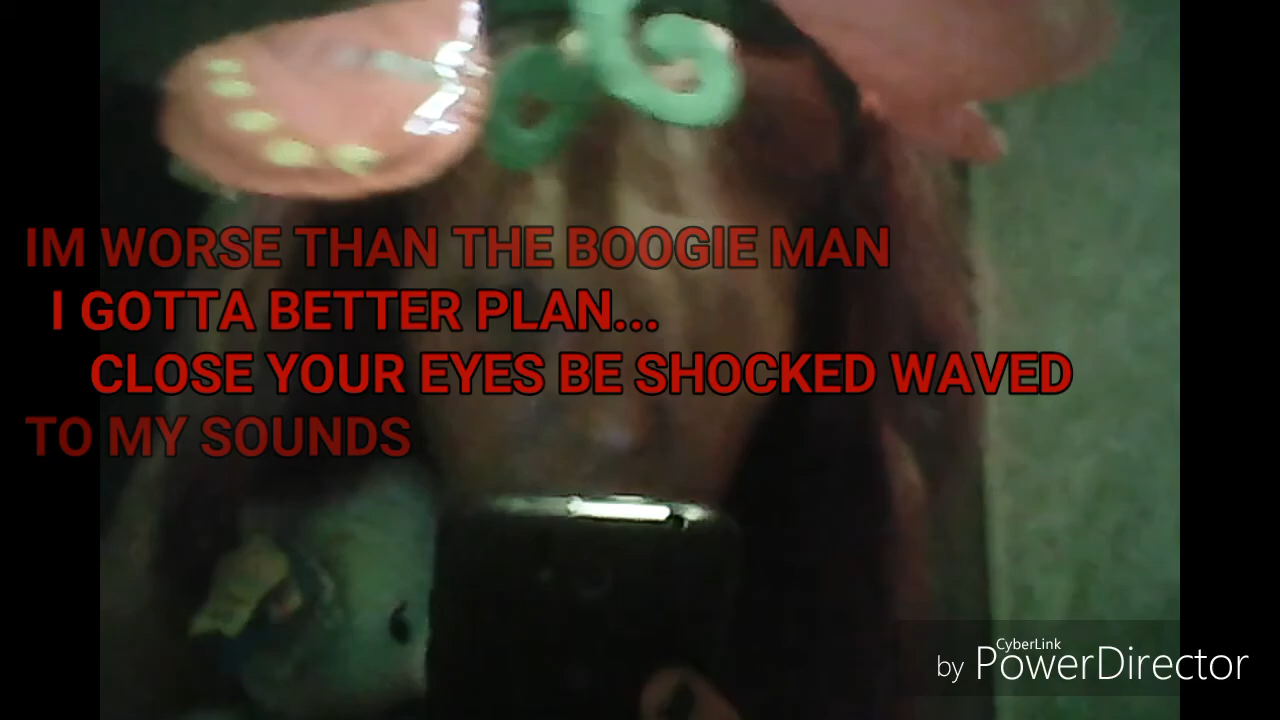 IM WORSE THAN THE BOOGIE MAN
I GOTTA BETTER PLAN...
CLOSE YOUR EYES BE SHOCKED WAVED
TO MY SOUNDS
CyberLink
by PowerDirector